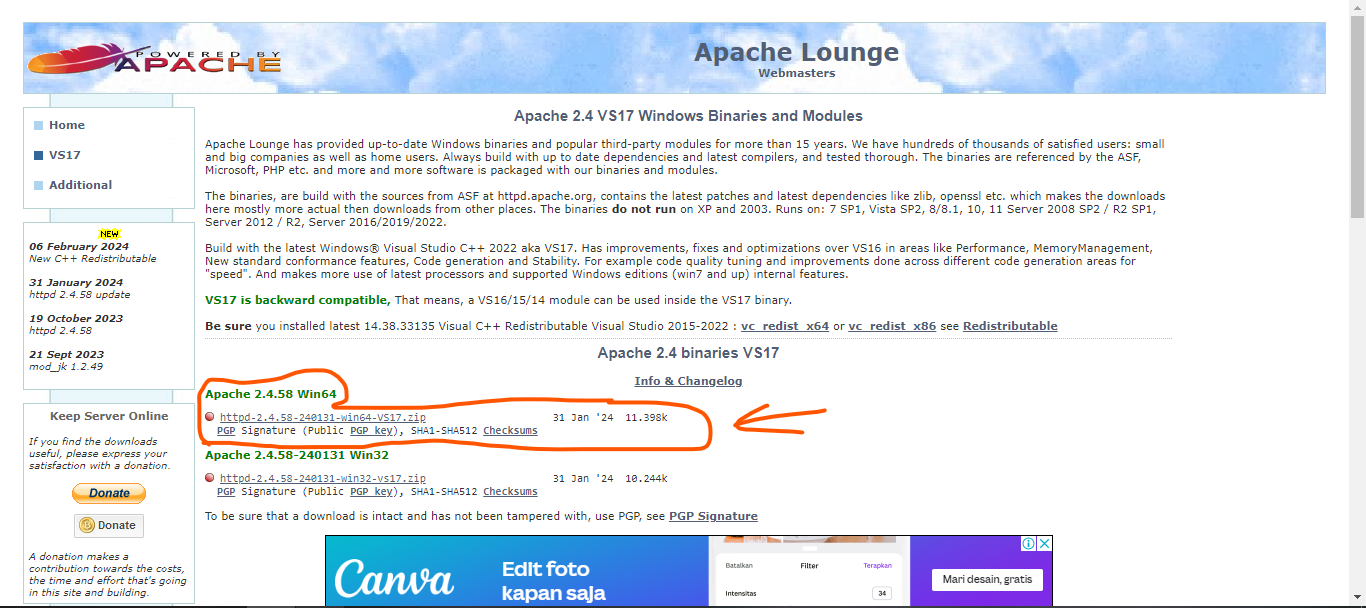 POWERED BY
APACHE
Apache Lounge
Webmasters
Home
VS17
Additional
NEW
06 February 2024
New C++ Redistributable
31 January 2024
httpd 2.4.58 update
19 October 2023
httpd 2.4.58
21 Sept 2023
mod_jk 1.2.49
Keep Server Online
If you find the downloads
useful, please express your
satisfaction with a donation.
Donate
Donate
A donation makes a
contribution towards the costs,
the time and effort that's going
in this site and building.
Apache 2.4 VS17 Windows Binaries and Modules
Apache Lounge has provided up-to-date Windows binaries and popular third-party modules for more than 15 years. We have hundreds of thousands of satisfied users: small
and big companies as well as home users. Always build with up to date dependencies and latest compilers, and tested thorough. The binaries are referenced by the ASF,
Microsoft, PHP etc. and more and more software is packaged with our binaries and modules.
The binaries, are build with the sources from ASF at httpd.apache.org, contains the latest patches and latest dependencies like zlib, openssl etc. which makes the downloads
here mostly more actual then downloads from other places. The binaries do not run on XP and 2003. Runs on: 7 SP1, Vista SP2, 8/8.1, 10, 11 Server 2008 SP2 / R2 SP1,
Server 2012 / R2, Server 2016/2019/2022.
Build with the latest Windows® Visual Studio C++ 2022 aka VS17. Has improvements, fixes and optimizations over VS16 in areas like Performance, MemoryManagement,
New standard conformance features, Code generation and Stability. For example code quality tuning and improvements done across different code generation areas for
"speed". And makes more use of latest processors and supported Windows editions (win7 and up) internal features.
VS17 is backward compatible, That means, a VS16/15/14 module can be used inside the VS17 binary.
Be sure you installed latest 14.38.33135 Visual C++ Redistributable Visual Studio 2015-2022 : vc_redist_x64 or vc_redist_x86 see Redistributable
Apache 2.4 binaries VS17
Info & Changelog
Apache 2.4.58 Win64
httpd-2.4.58-240131-win64-VS17.zip 31 Jan '24 11.398k
PGP Signature (Public PGP key), SHA1-SHA512 Checksums
Apache 2.4.58-240131 Win32
httpd-2.4.58-240131-win32-vs17.zip 31 Jan '24 10.244k
PGP Signature (Public PGP key), SHA1-SHA512 Checksums
To be sure that a download is intact and has not been tampered with, use PGP, see PGP Signature
Canva
Edit foto
kapan saja
Batalkan Filter Terapkan
Intensitas 34
Mari desain, gratis